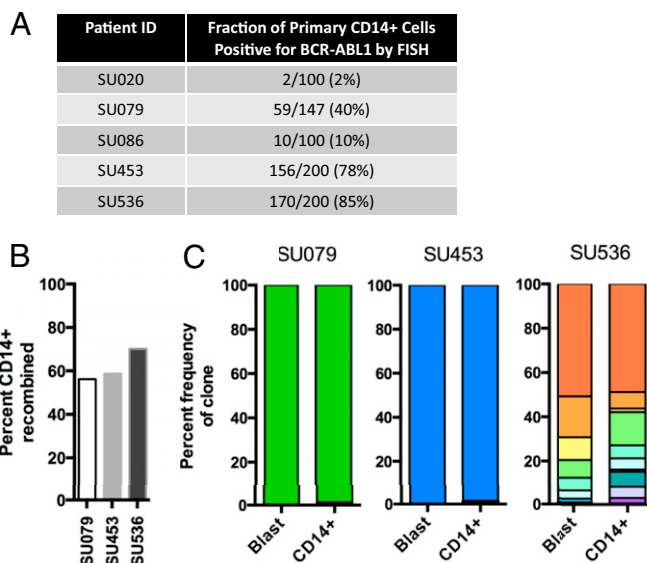 A
Patient ID
Fraction of Primary CD14+ Cells
Positive for BCR-ABL1 by FISH
SU020
2/100 (2%)
SU079
59/147 (40%)
SU086
10/100 (10%)
SU453
156/200 (78%)
SU536
170/200 (85%)
B
Percent CD14+
recombined
100
80
60
40
20
0
SU079
SU453
SU536
C
SU079
Percent frequency
of clone
100
80
60
40
20
0
Blast
CD14+
SU453
100
80
60
40
20
0
Blast
CD14+
SU536
100
80
60
40
20
0
Blast
CD14+